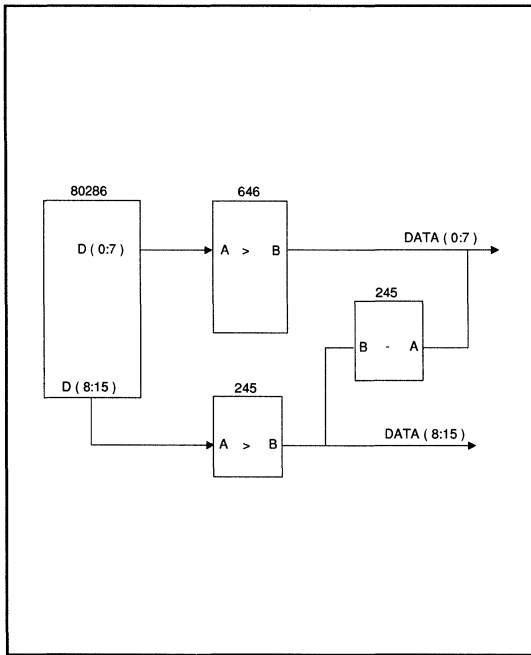 80286
646
D ( 0:7 )
A > B
DATA ( 0:7 )
245
B - A
D ( 8:15 )
245
A > B
DATA ( 8:15 )